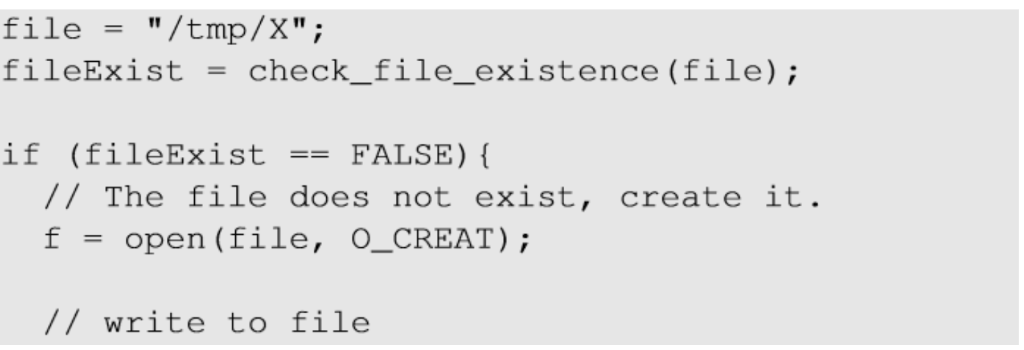 file = "/tmp/X";
fileExist = check_file_existence(file);
if (fileExist == FALSE){
// The file does not exist, create it.
f = open(file, O_CREAT);
// write to file